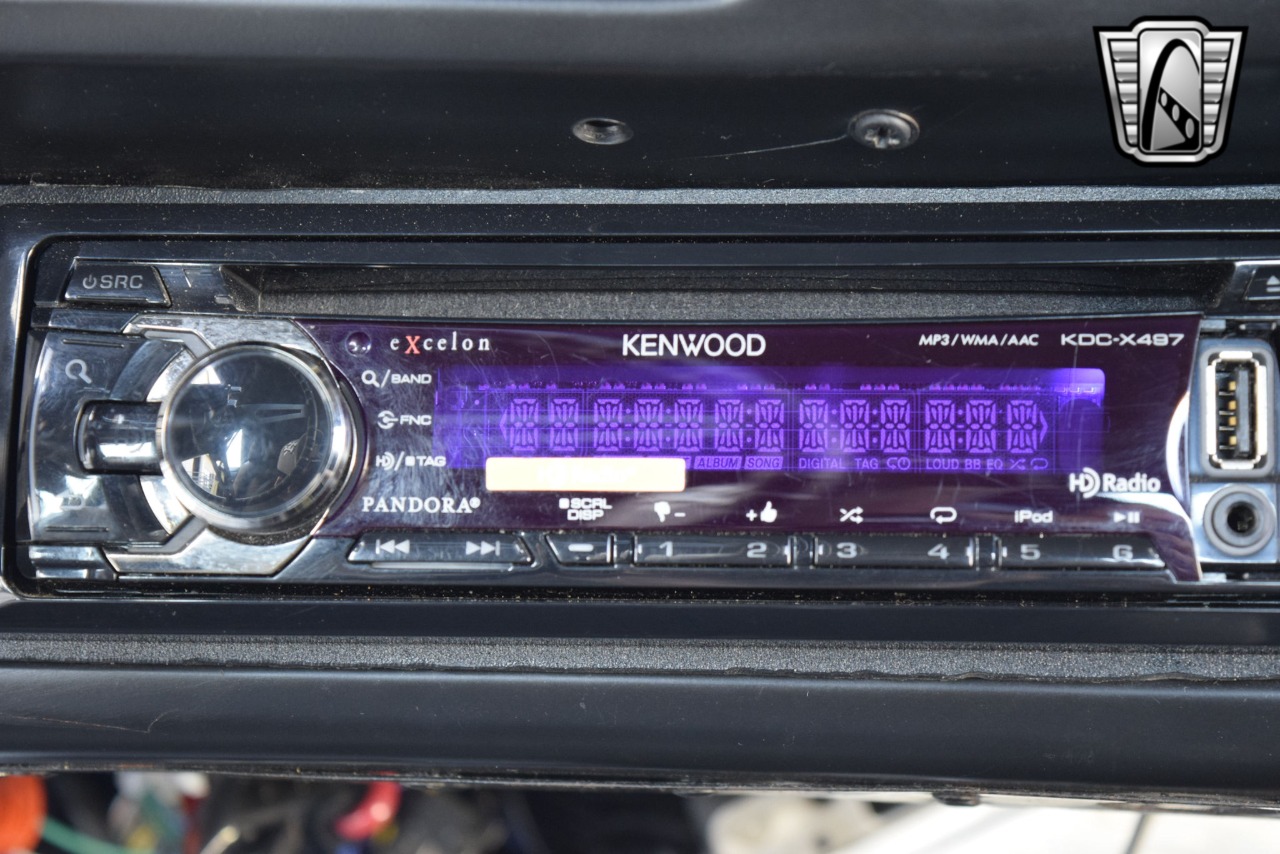 SRC
eXcelon KENWOOD MP3/WMA/AAC KDC-X497
/BAND
FNC
HD/ TAG
ALBUM SONG DIGITAL TAG LOUD BB EQ
HD Radio
PANDORA®
SCRL
DISP
- + iPod
1 2 3 4 5 6